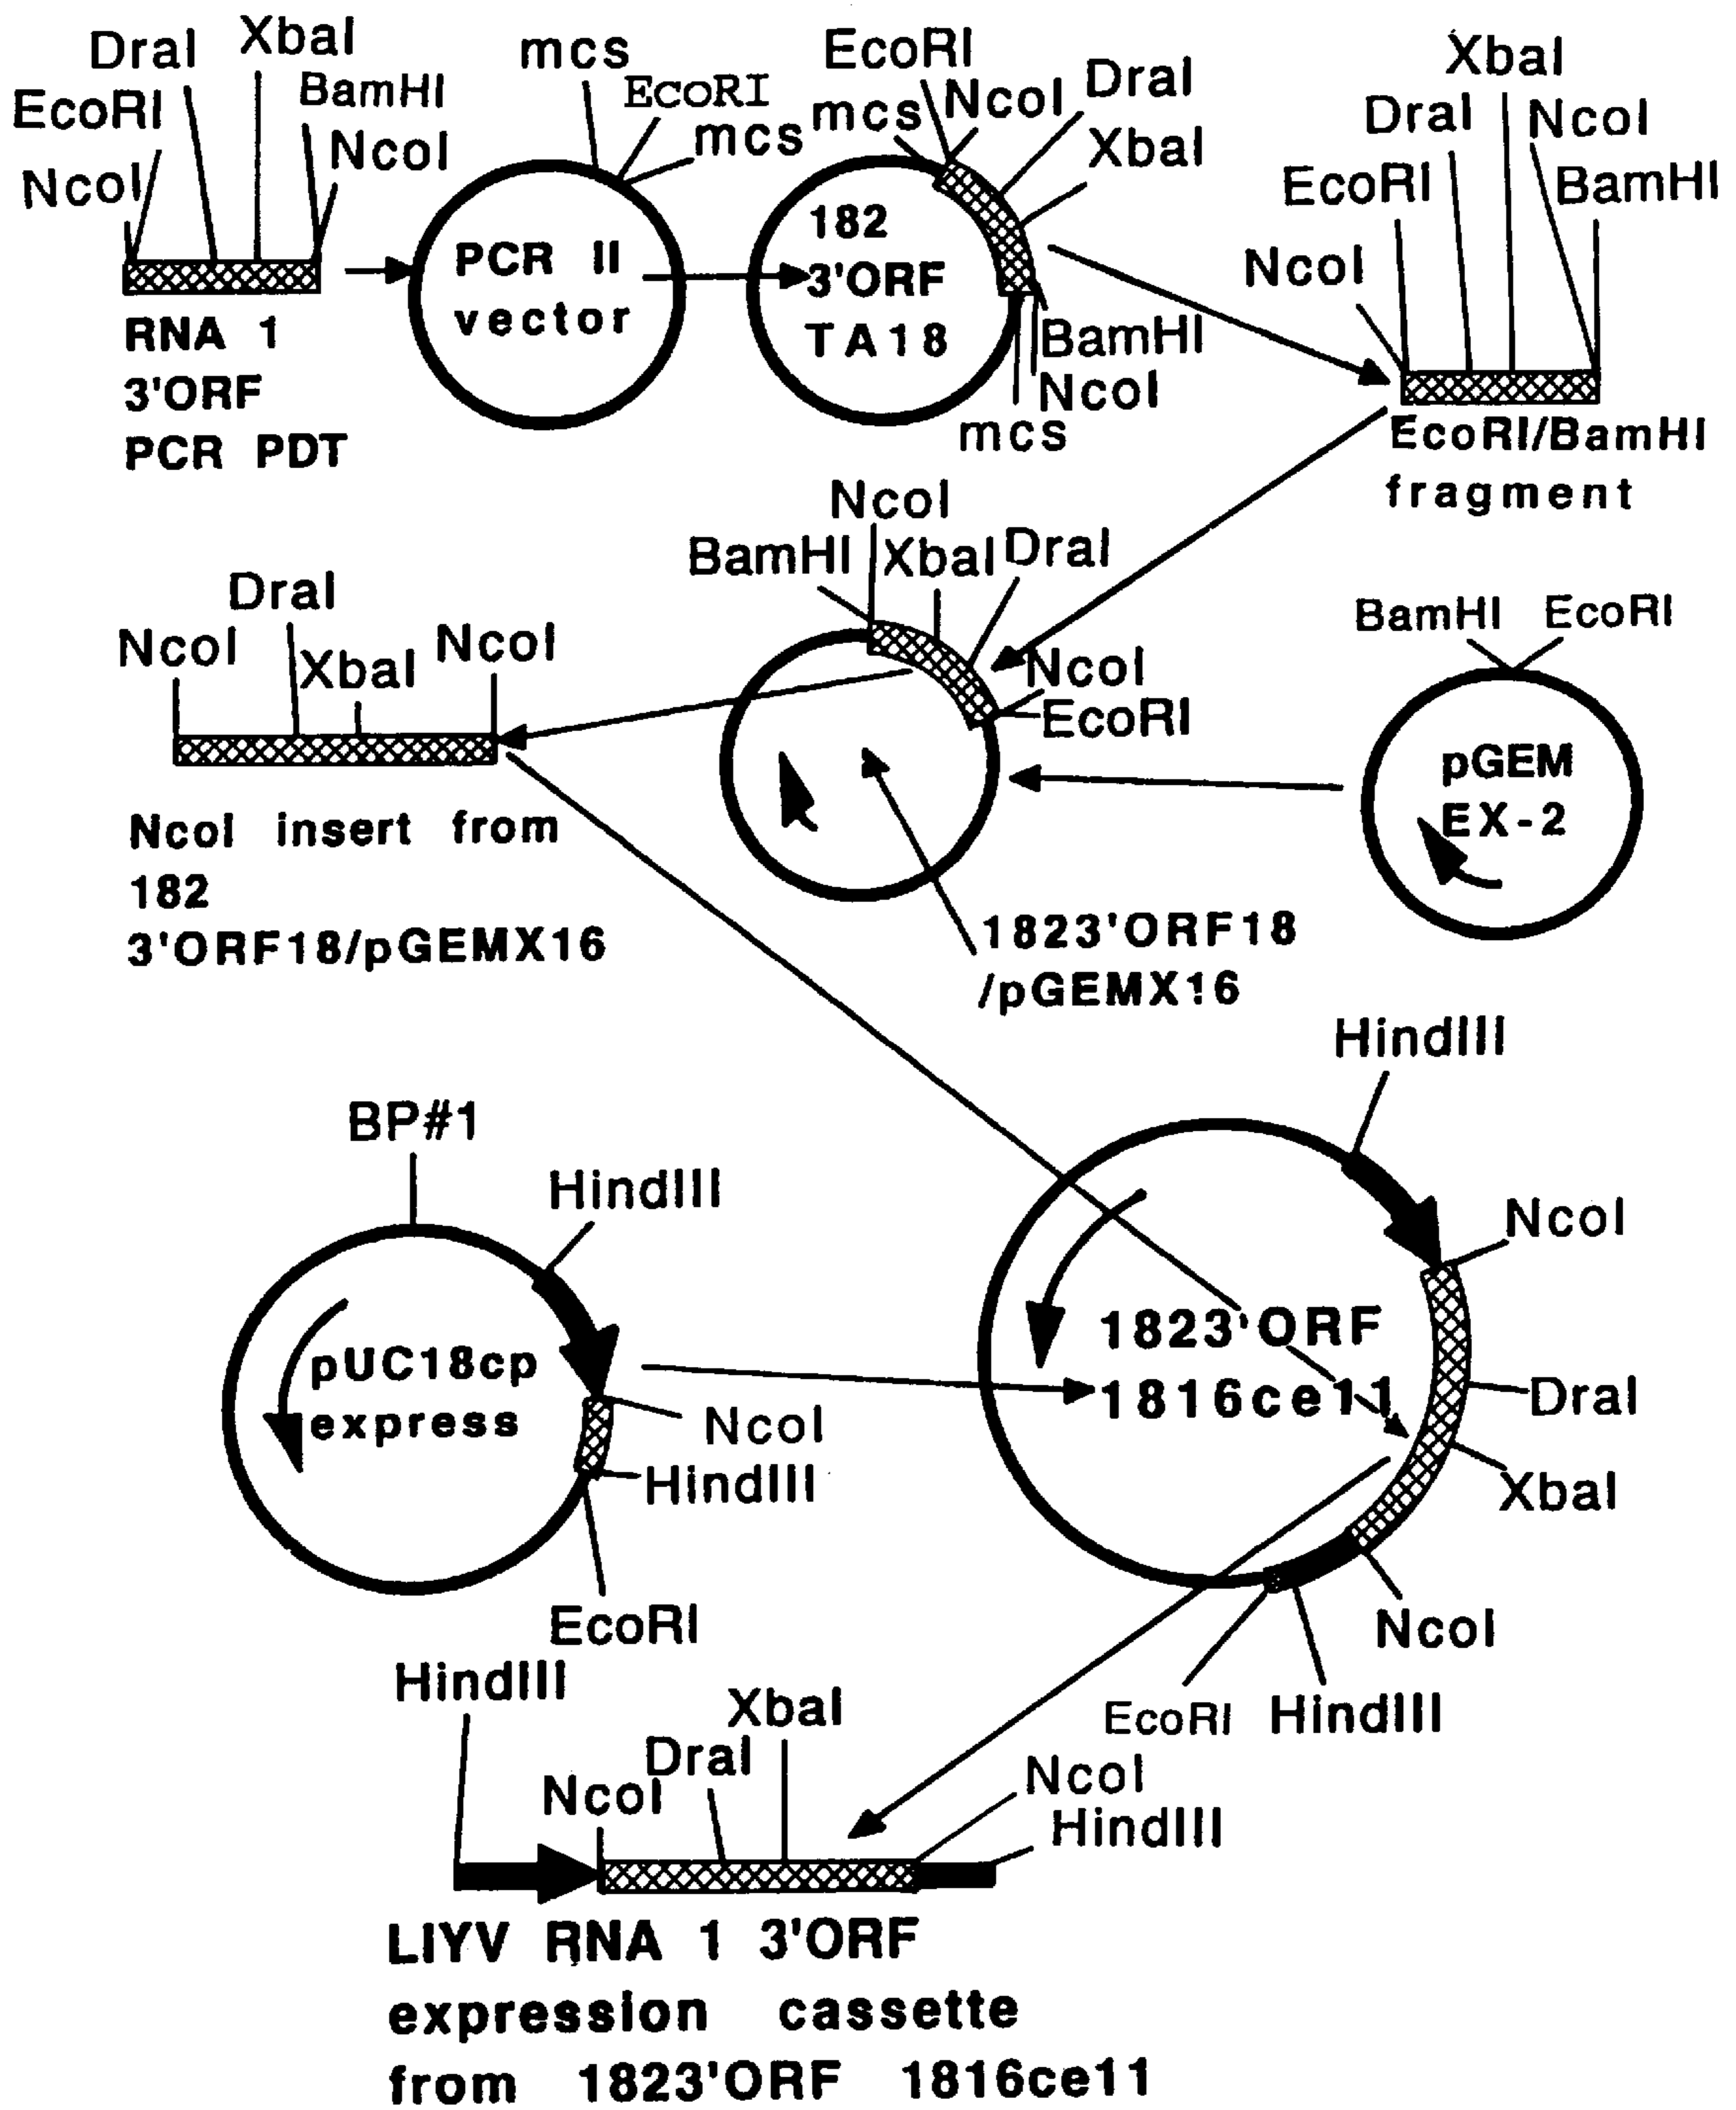 DraI XbaI
EcoRI BamHI
NcoI NcoI
RNA 1
3'ORF
PCR PDT
mcs
EcoRI
mcs
PCR II
vector
EcoRI
mcs NcoI DraI
XbaI
182
3'ORF
TA18
BamHI
NcoI
mcs
XbaI
DraI NcoI
EcoRI BamHI
NcoI
EcoRI/BamHI
fragment
NcoI
BamHI XbaI DraI
NcoI
EcoRI
1823'ORF18
/pGEMX16
BamHI EcoRI
pGEM
EX-2
DraI
NcoI XbaI NcoI
NcoI insert from
182
3'ORF18/pGEMX16
BP#1
HindIII
pUC18cp
express
NcoI
HindIII
EcoRI
HindIII
NcoI
1823'ORF
1816ce11
DraI
XbaI
NcoI
EcoRI HindIII
HindIII
XbaI
DraI
NcoI
NcoI
HindIII
LIYV RNA 1 3'ORF
expression cassette
from 1823'ORF 1816ce11